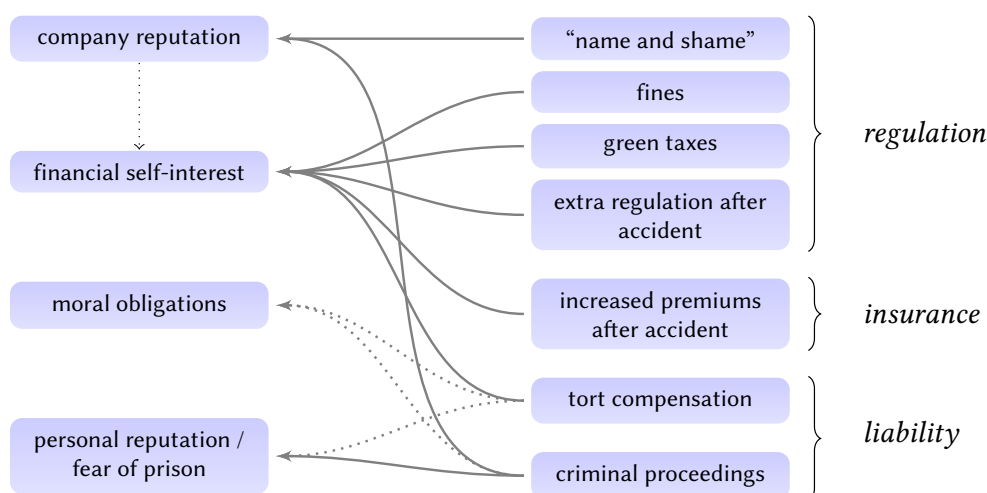 company reputation
financial self-interest
moral obligations
personal reputation /
fear of prison
“name and shame”
fines
green taxes
extra regulation after
accident
increased premiums
after accident
tort compensation
criminal proceedings
regulation
insurance
liability